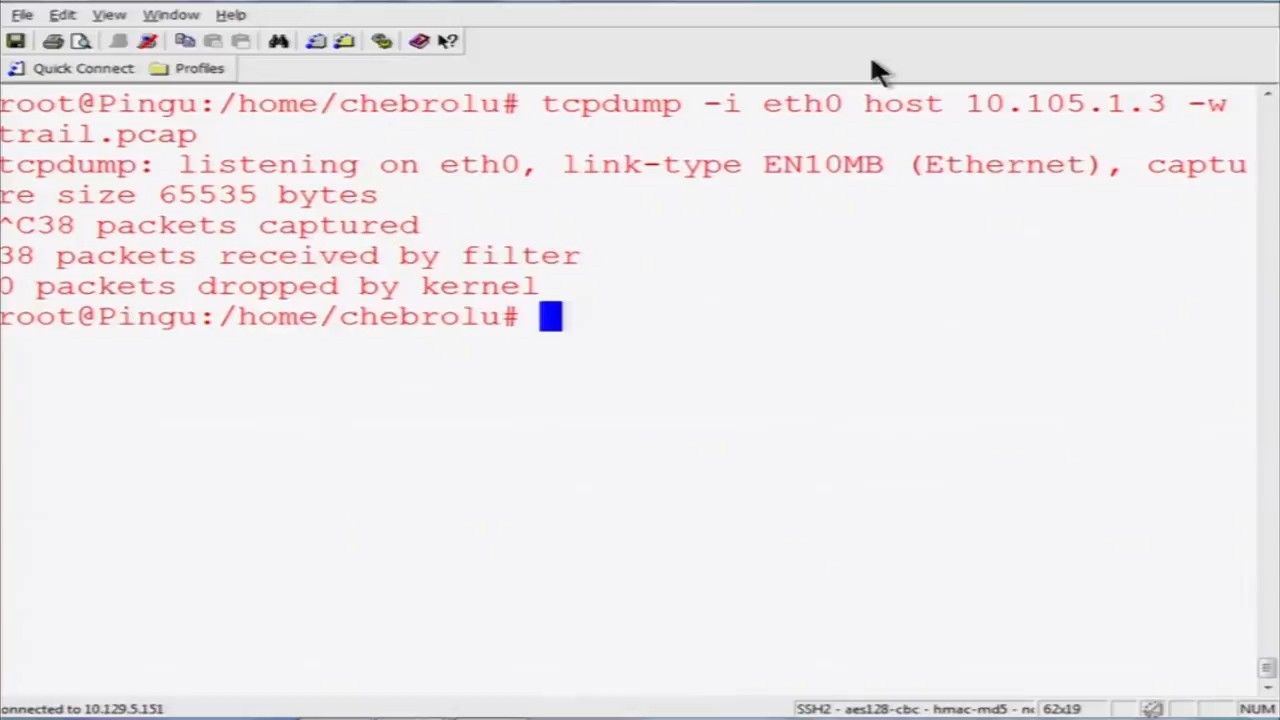 File Edit View Window Help
Quick Connect Profiles
root@Pingu:/home/chebrolu# tcpdump -i eth0 host 10.105.1.3 -w
trail.pcap
tcpdump: listening on eth0, link-type EN10MB (Ethernet), captu
re size 65535 bytes
^C38 packets captured
38 packets received by filter
0 packets dropped by kernel
root@Pingu:/home/chebrolu#
onnected to 10.129.5.151 SSH2 - aes128-cbc - hmac-md5 - n 62x19 NUM